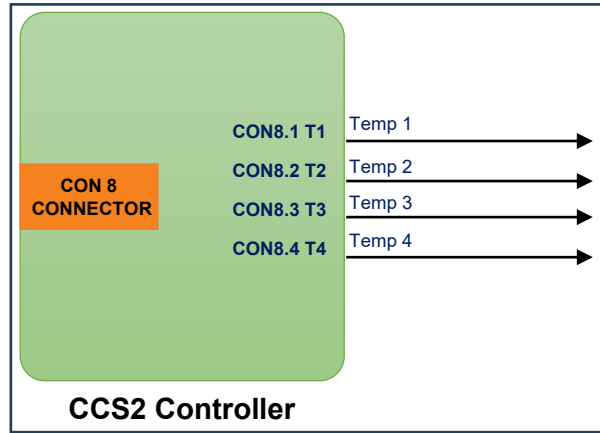 CON8.1 T1 Temp 1
CON8.2 T2 Temp 2
CON 8
CONNECTOR
CON8.3 T3 Temp 3
CON8.4 T4 Temp 4
CCS2 Controller